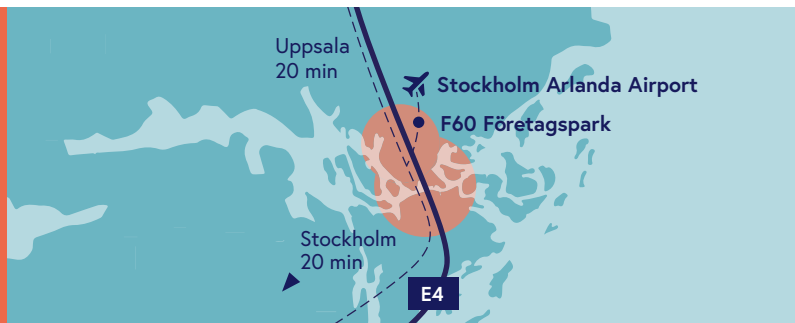 Uppsala
20 min
Stockholm Arlanda Airport
F60 Företagspark
Stockholm
20 min
E4